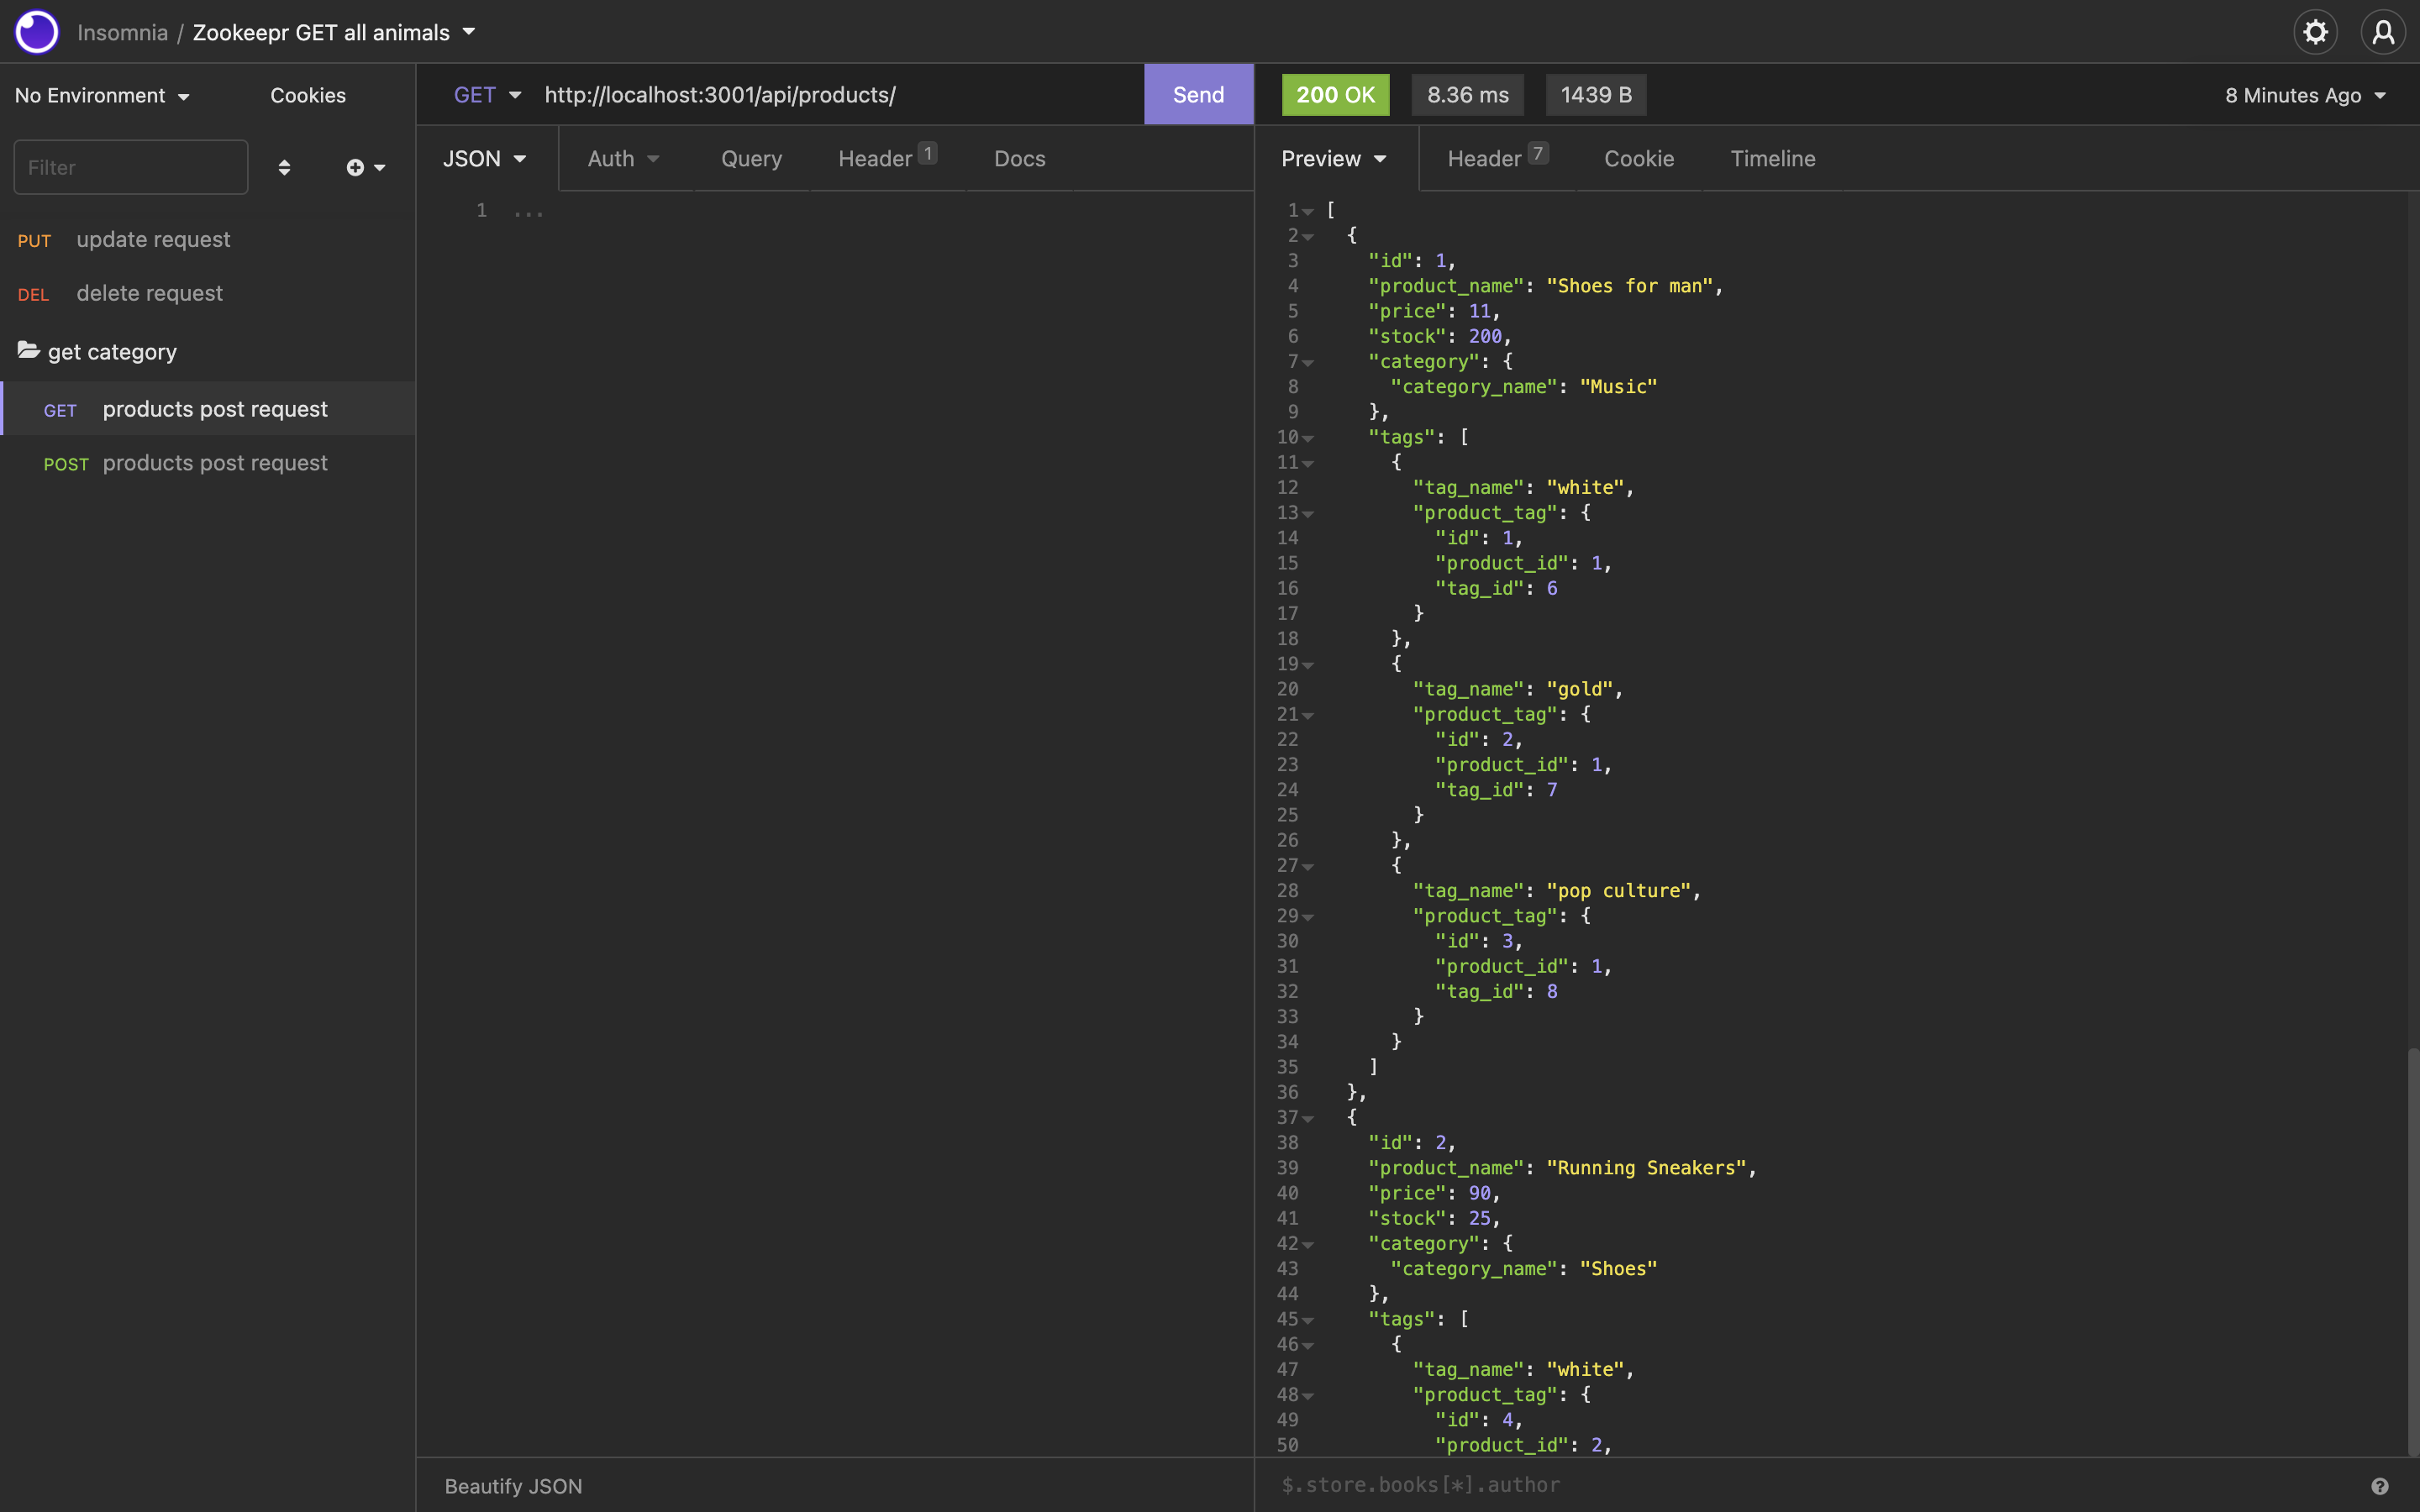 Insomnia / Zookeepr GET all animals
No Environment
Cookies
GET http://localhost:3001/api/products/
Send
200 OK
8.36 ms
1439 B
8 Minutes Ago
Filter
PUT update request
DEL delete request
get category
GET products post request
POST products post request
JSON
Auth
Query
Header 1
Docs
1 ...
Beautify JSON
Preview
Header 7
Cookie
Timeline
1 [
2 {
3 "id": 1,
4 "product_name": "Shoes for man",
5 "price": 11,
6 "stock": 200,
7 "category": {
8 "category_name": "Music"
9 },
10 "tags": [
11 {
12 "tag_name": "white",
13 "product_tag": {
14 "id": 1,
15 "product_id": 1,
16 "tag_id": 6
17 }
18 },
19 {
20 "tag_name": "gold",
21 "product_tag": {
22 "id": 2,
23 "product_id": 1,
24 "tag_id": 7
25 }
26 },
27 {
28 "tag_name": "pop culture",
29 "product_tag": {
30 "id": 3,
31 "product_id": 1,
32 "tag_id": 8
33 }
34 }
35 ]
36 },
37 {
38 "id": 2,
39 "product_name": "Running Sneakers",
40 "price": 90,
41 "stock": 25,
42 "category": {
43 "category_name": "Shoes"
44 },
45 "tags": [
46 {
47 "tag_name": "white",
48 "product_tag": {
49 "id": 4,
50 "product_id": 2,
$.store.books[*].author
?